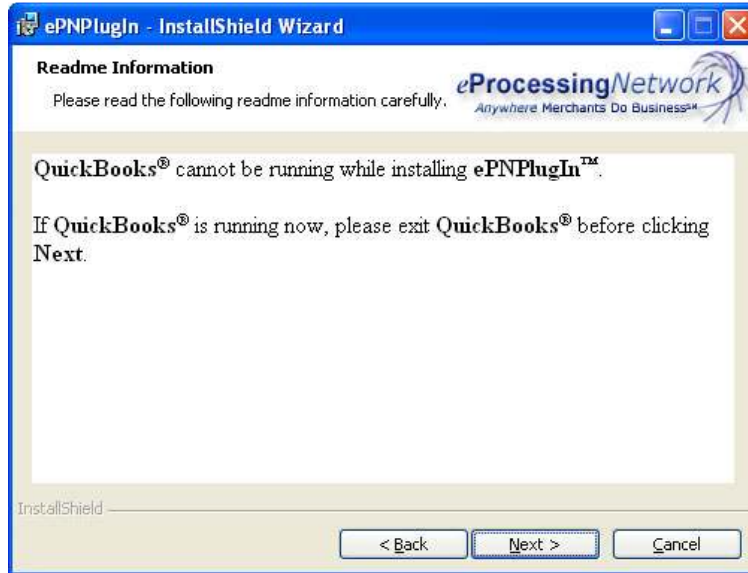 ePNPlugIn - InstallShield Wizard
Readme Information
Please read the following readme information carefully.
eProcessingNetwork
Anywhere Merchants Do Business℠
QuickBooks® cannot be running while installing ePNPlugIn™.
If QuickBooks® is running now, please exit QuickBooks® before clicking
Next.
InstallShield
< Back Next > Cancel